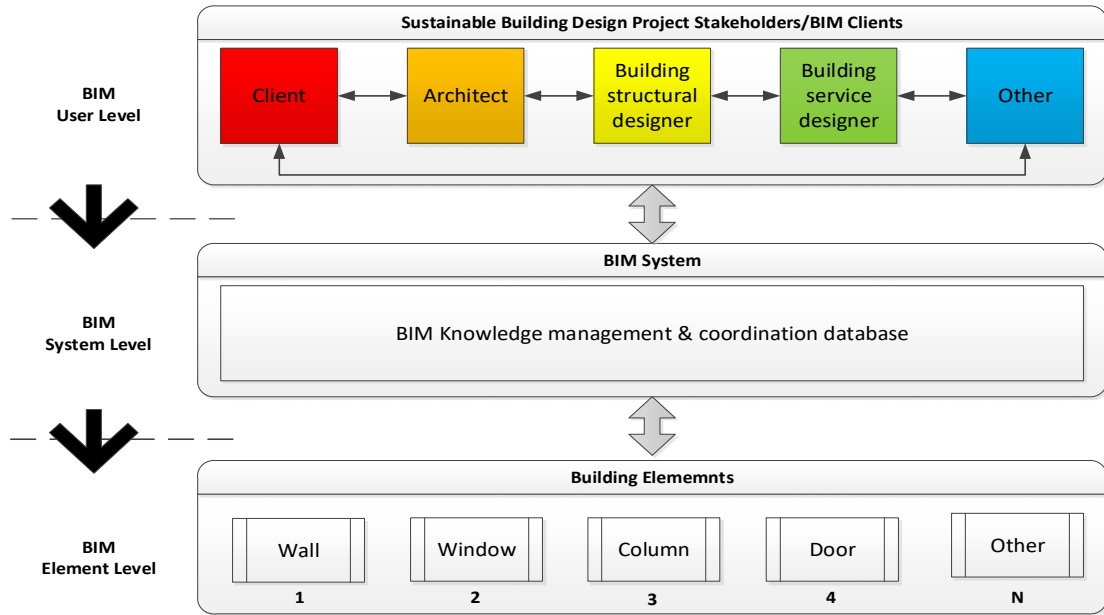 Sustainable Building Design Project Stakeholders/BIM Clients
BIM
User Level
Client
Architect
Building
structural
designer
Building
service
designer
Other
BIM System
BIM
System Level
BIM Knowledge management & coordination database
Building Elememnts
BIM
Element Level
Wall
Window
Column
Door
Other
1
2
3
4
N